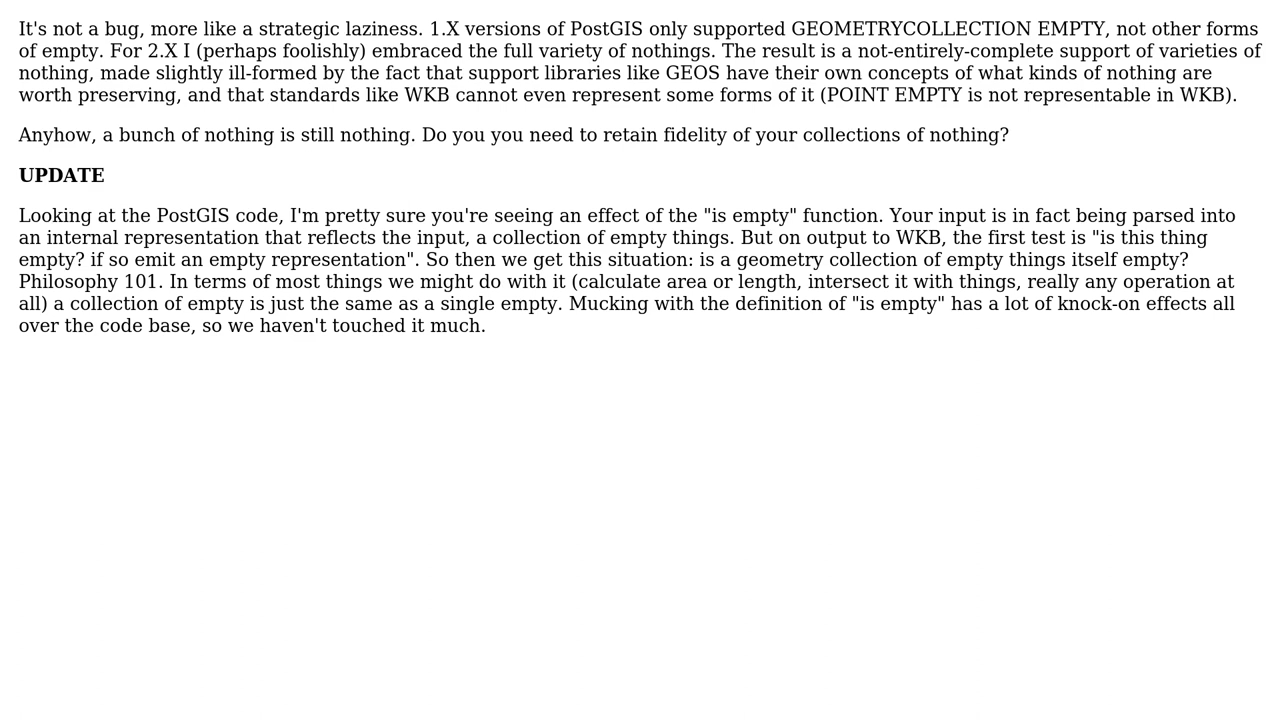 It's not a bug, more like a strategic laziness. 1.X versions of PostGIS only supported GEOMETRYCOLLECTION EMPTY, not other forms
of empty. For 2.X I (perhaps foolishly) embraced the full variety of nothings. The result is a not-entirely-complete support of varieties of
nothing, made slightly ill-formed by the fact that support libraries like GEOS have their own concepts of what kinds of nothing are
worth preserving, and that standards like WKB cannot even represent some forms of it (POINT EMPTY is not representable in WKB).
Anyhow, a bunch of nothing is still nothing. Do you you need to retain fidelity of your collections of nothing?
UPDATE
Looking at the PostGIS code, I'm pretty sure you're seeing an effect of the "is empty" function. Your input is in fact being parsed into
an internal representation that reflects the input, a collection of empty things. But on output to WKB, the first test is "is this thing
empty? if so emit an empty representation". So then we get this situation: is a geometry collection of empty things itself empty?
Philosophy 101. In terms of most things we might do with it (calculate area or length, intersect it with things, really any operation at
all) a collection of empty is just the same as a single empty. Mucking with the definition of "is empty" has a lot of knock-on effects all
over the code base, so we haven't touched it much.